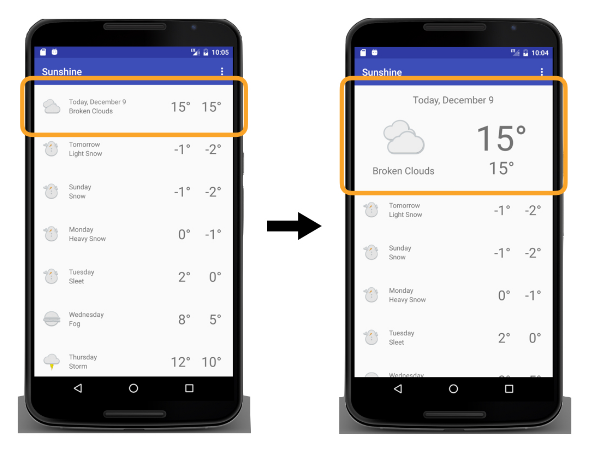 10:05
Sunshine
Today, December 9
Broken Clouds
15° 15°
Tomorrow
Light Snow
-1° -2°
Sunday
Snow
-1° -2°
Monday
Heavy Snow
0° -1°
Tuesday
Sleet
2° 0°
Wednesday
Fog
8° 5°
Thursday
Storm
12° 10°
10:04
Sunshine
Today, December 9
15°
Broken Clouds
15°
Tomorrow
Light Snow
-1° -2°
Sunday
Snow
-1° -2°
Monday
Heavy Snow
0° -1°
Tuesday
Sleet
2° 0°
Wednesday